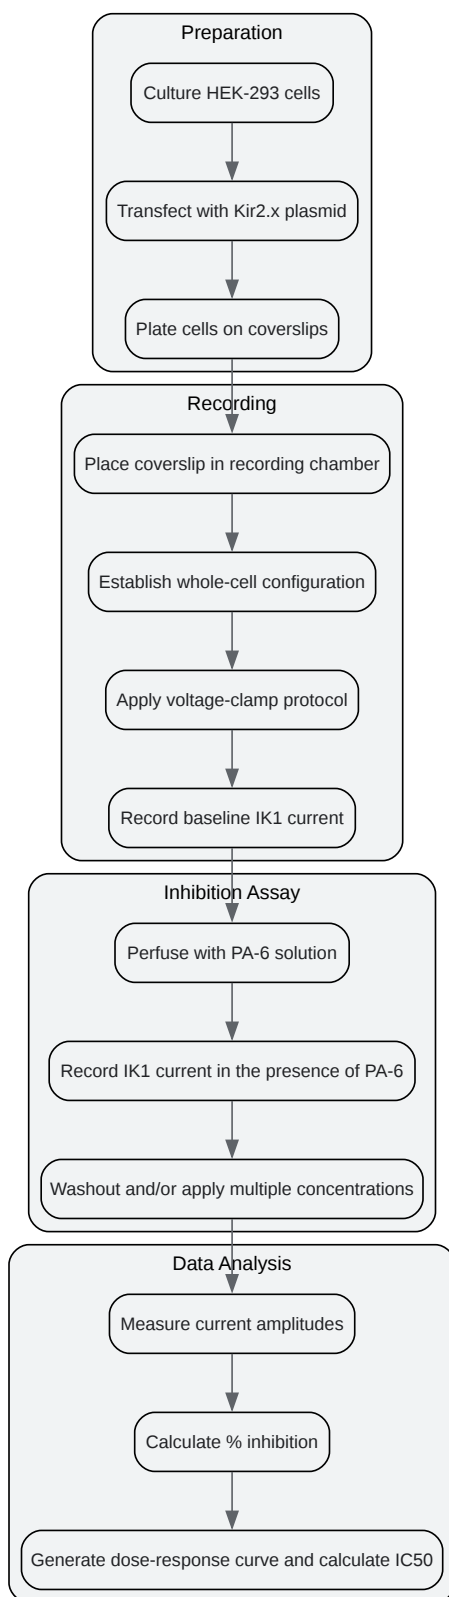 Preparation
Culture HEK-293 cells
Transfect with Kir2.x plasmid
Plate cells on coverslips
Recording
Place coverslip in recording chamber
Establish whole-cell configuration
Apply voltage-clamp protocol
Record baseline IK1 current
Inhibition Assay
Perfuse with PA-6 solution
Record IK1 current in the presence of PA-6
Washout and/or apply multiple concentrations
Data Analysis
Measure current amplitudes
Calculate % inhibition
Generate dose-response curve and calculate IC50